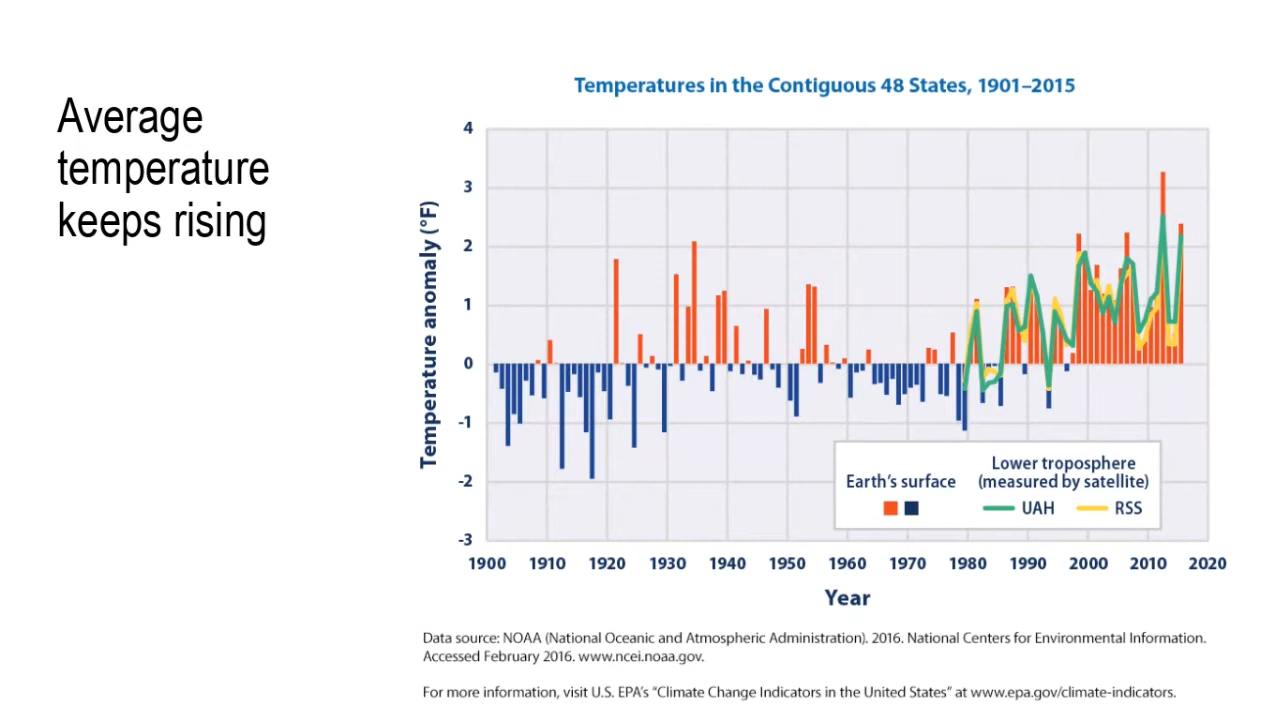 Average
temperature
keeps rising
Temperatures in the Contiguous 48 States, 1901–2015
Temperature anomaly (°F)
4
3
2
1
0
-1
-2
-3
Earth's surface
Lower troposphere
(measured by satellite)
UAH
RSS
1900 1910 1920 1930 1940 1950 1960 1970 1980 1990 2000 2010 2020
Year
Data source: NOAA (National Oceanic and Atmospheric Administration). 2016. National Centers for Environmental Information.
Accessed February 2016. www.ncei.noaa.gov.
For more information, visit U.S. EPA's "Climate Change Indicators in the United States" at www.epa.gov/climate-indicators.